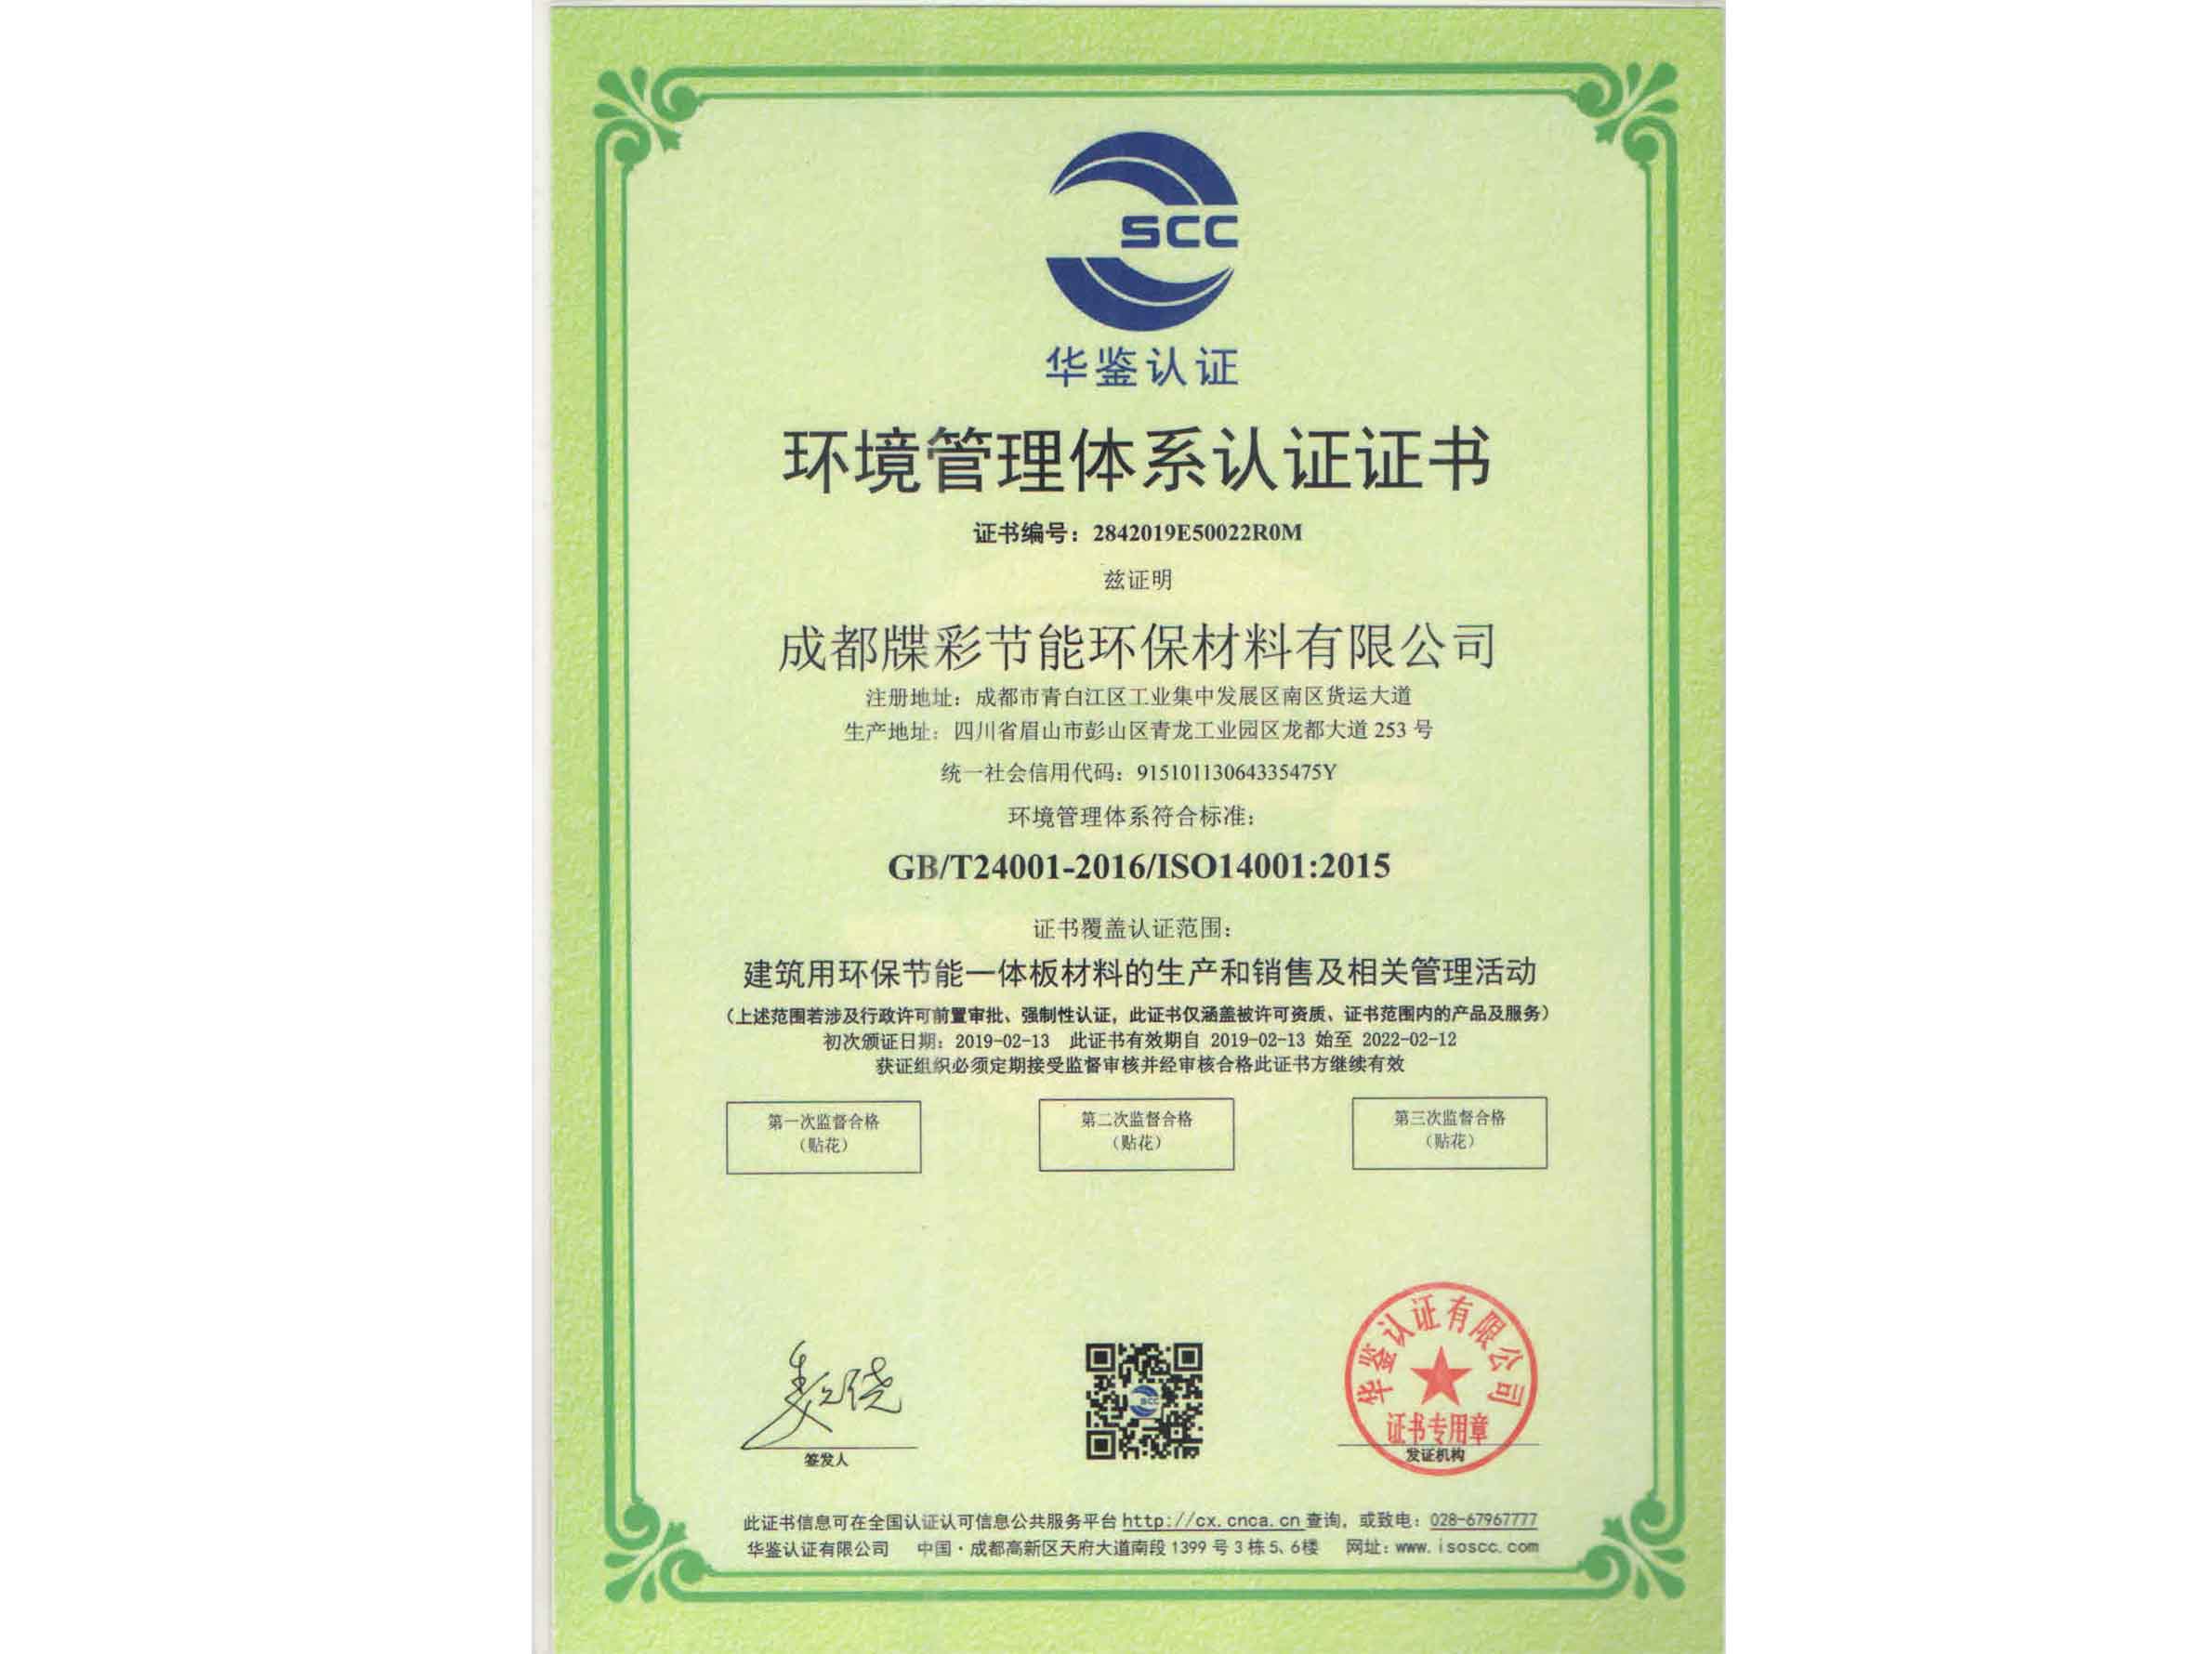 SCC
华鉴认证
环境管理体系认证证书
证书编号：2842019E50022R0M
兹证明
成都牒彩节能环保材料有限公司
注册地址：成都市青白江区工业集中发展区南区货运大道
生产地址：四川省眉山市彭山区青龙工业园区龙都大道 253 号
统一社会信用代码：91510113064335475Y
环境管理体系符合标准：
GB/T24001-2016/ISO14001:2015
证书覆盖认证范围：
建筑用环保节能一体板材料的生产和销售及相关管理活动
（上述范围若涉及行政许可前置审批、强制性认证，此证书仅涵盖被许可资质、证书范围内的产品及服务）
初次颁证日期：2019-02-13 此证书有效期自 2019-02-13 始至 2022-02-12
获证组织必须定期接受监督审核并经审核合格此证书方继续有效
第一次监督合格
（贴花）
第二次监督合格
（贴花）
第三次监督合格
（贴花）
签发人
SCC
华鉴认证有限公司
证书专用章
发证机构
此证书信息可在全国认证认可信息公共服务平台 http://cx.cnca.cn 查询，或致电：028-67967777
华鉴认证有限公司 中国·成都高新区天府大道南段 1399 号 3 栋 5、6楼 网址：www.isoscc.com